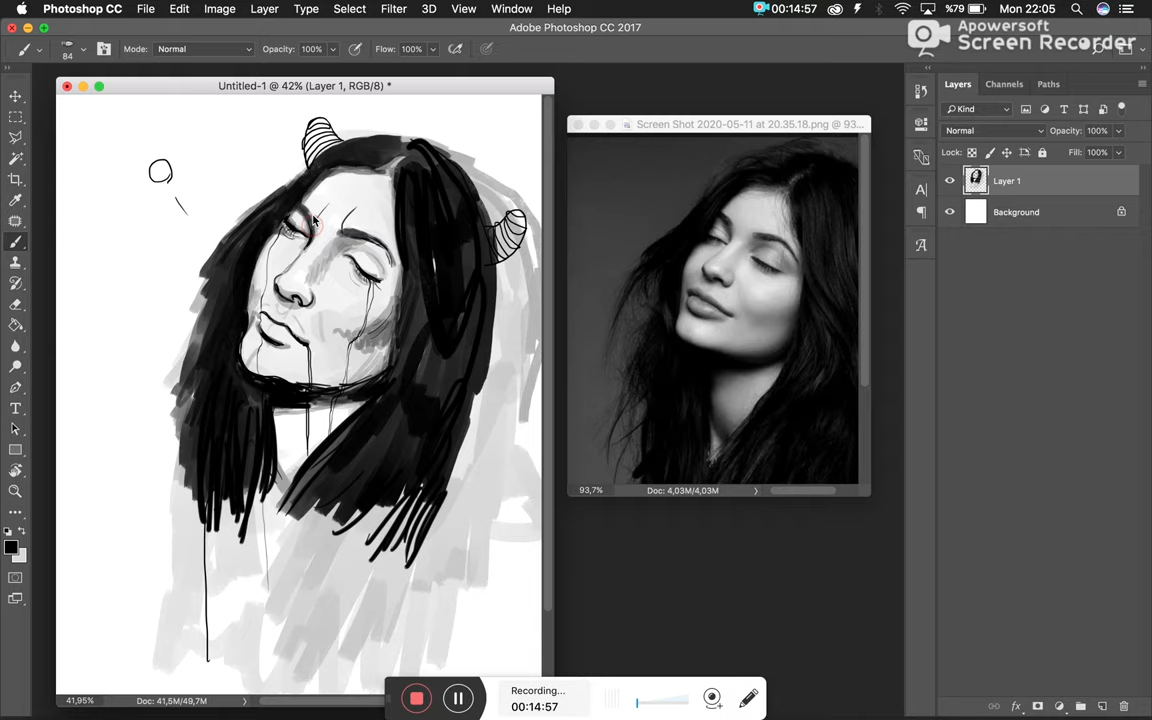 Photoshop CC File Edit Image Layer Type Select Filter 3D View Window Help 00:14:57 %79 Mon 22:05
Adobe Photoshop CC 2017
Apowersoft
Screen Recorder
84 Mode: Normal Opacity: 100% Flow: 100%
Untitled-1 @ 42% (Layer 1, RGB/8) *
Screen Shot 2020-05-11 at 20.35.18.png @ 93...
Layers Channels Paths
Kind
Normal Opacity: 100%
Lock: Fill: 100%
Layer 1
Background
93,7% Doc: 4,03M/4,03M
41,95% Doc: 41,5M/49,7M
Recording...
00:14:57